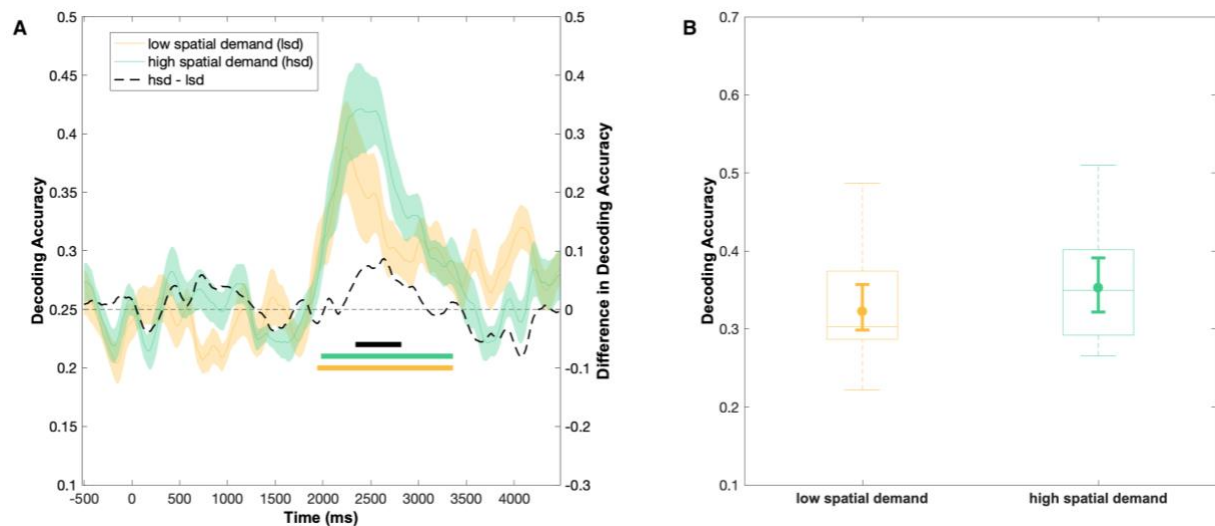 A
0.5
0.45
0.4
0.35
0.3
0.25
0.2
0.15
0.1
Decoding Accuracy
low spatial demand (lsd)
high spatial demand (hsd)
hsd - lsd
0.5
0.4
0.3
0.2
0.1
0
-0.1
-0.2
-0.3
Difference in Decoding Accuracy
-500 0 500 1000 1500 2000 2500 3000 3500 4000
Time (ms)
B
0.7
0.6
0.5
0.4
0.3
0.2
0.1
Decoding Accuracy
low spatial demand high spatial demand